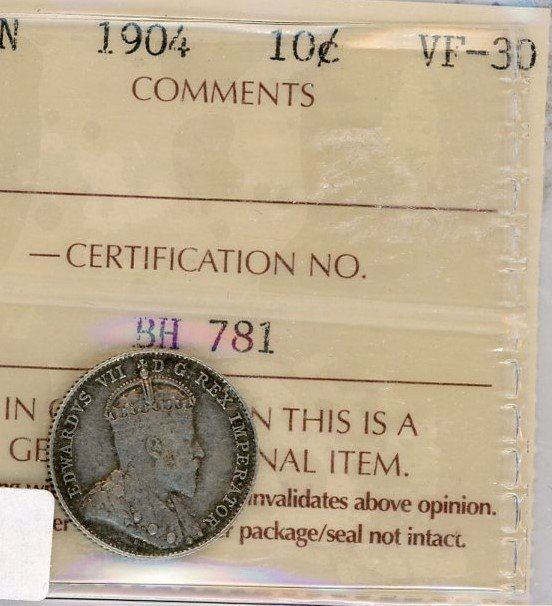 N 1904 10¢ VF-30
COMMENTS
—CERTIFICATION NO.
BH 781
IN N THIS IS A
GE NAL ITEM.
invalidates above opinion.
er package/seal not intact.
EDWARDVS VII D.G. REX IMPERATOR